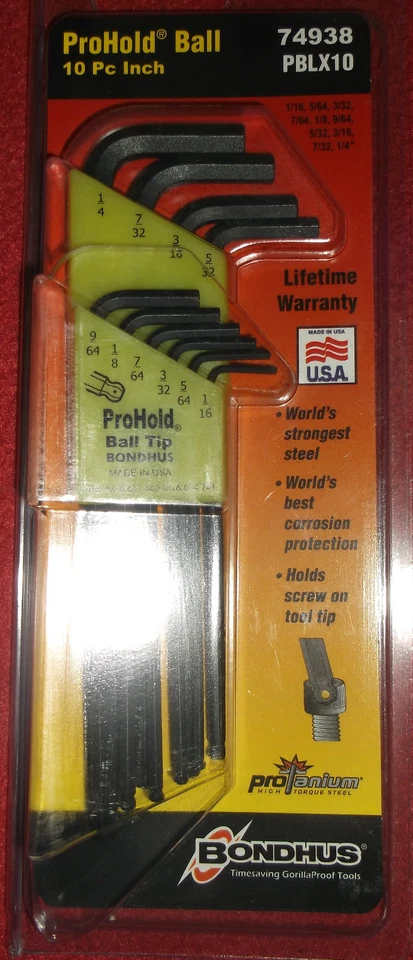 ProHold® Ball
74938
10 Pc Inch
PBLX10
1/16, 5/64, 3/32,
7/64, 1/8, 9/64,
5/32, 3/16,
7/32, 1/4"
1/4
7/32
3/16
5/32
Lifetime
Warranty
MADE IN USA
U.S.A.
9/64
1/8
7/64
3/32
5/64
1/16
ProHold®
Ball Tip
BONDHUS
MADE IN USA
• World's
strongest
steel
• World's
best
corrosion
protection
• Holds
screw on
tool tip
proTanium®
HIGH TORQUE STEEL
BONDHUS®
Timesaving GorillaProof Tools